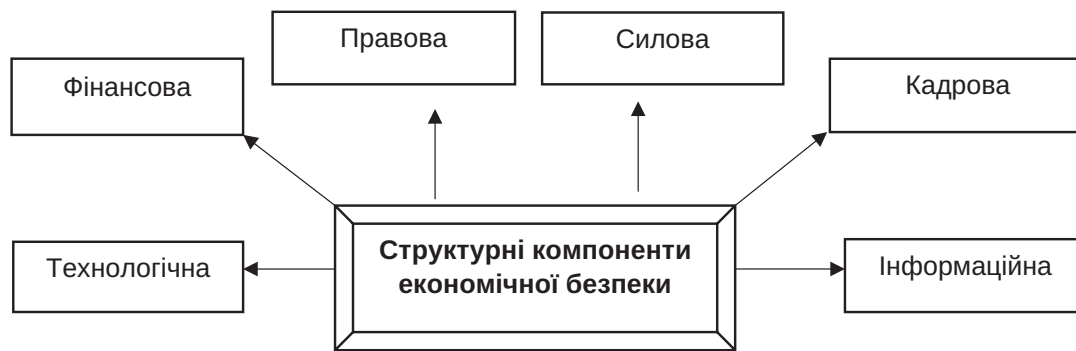 Правова
Силова
Фінансова
Кадрова
Структурні компоненти
економічної безпеки
Технологічна
Інформаційна